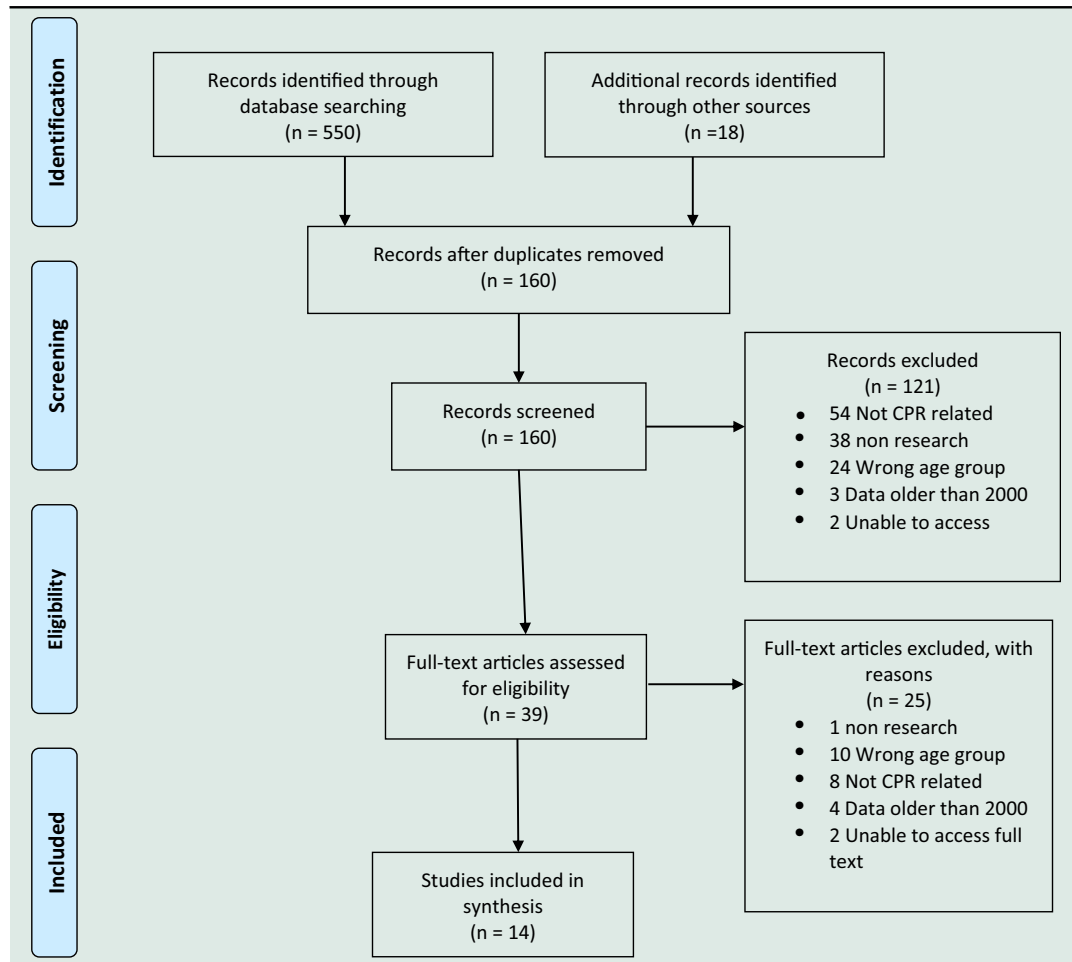 Identification
Records identified through
database searching
(n = 550)
Additional records identified
through other sources
(n =18)
Records after duplicates removed
(n = 160)
Screening
Records screened
(n = 160)
Records excluded
(n = 121)
• 54 Not CPR related
• 38 non research
• 24 Wrong age group
• 3 Data older than 2000
• 2 Unable to access
Eligibility
Full-text articles assessed
for eligibility
(n = 39)
Full-text articles excluded, with
reasons
(n = 25)
• 1 non research
• 10 Wrong age group
• 8 Not CPR related
• 4 Data older than 2000
• 2 Unable to access full
text
Included
Studies included in
synthesis
(n = 14)